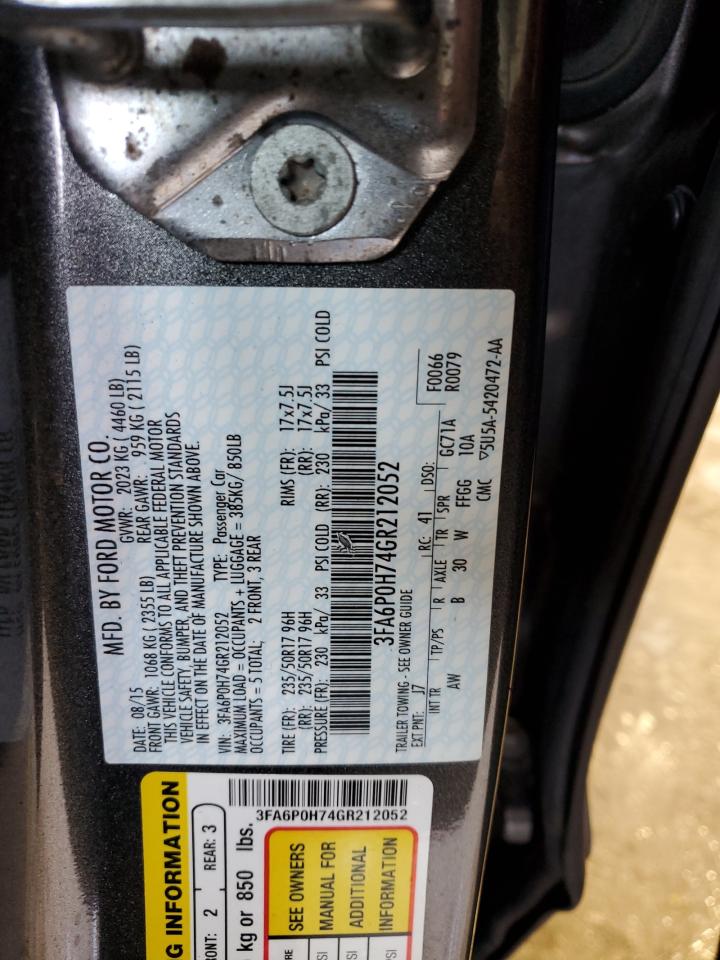 MFD. BY FORD MOTOR CO.
DATE: 08/15 GVWR: 2023 KG ( 4460 LB)
FRONT GAWR: 1068 KG ( 2355 LB) REAR GAWR: 959 KG ( 2115 LB)
THIS VEHICLE CONFORMS TO ALL APPLICABLE FEDERAL MOTOR
VEHICLE SAFETY, BUMPER, AND THEFT PREVENTION STANDARDS
IN EFFECT ON THE DATE OF MANUFACTURE SHOWN ABOVE.
VIN: 3FA6P0H74GR212052 TYPE: Passenger Car
MAXIMUM LOAD = OCCUPANTS + LUGGAGE = 385KG/ 850LB
OCCUPANTS = 5 TOTAL; 2 FRONT, 3 REAR
TIRE (FR): 235/50R17 96H RIMS (FR): 17x7.5J
(RR): 235/50R17 96H (RR): 17x7.5J
PRESSURE (FR): 230 kPa/ 33 PSI COLD (RR): 230 kPa/ 33 PSI COLD
3FA6P0H74GR212052
TRAILER TOWING - SEE OWNER GUIDE
EXT PNT: J7 RC: 41 DSO: F0066
R0079
INT TR TP/PS R AXLE TR SPR GC71A
AW B 30 W FFGG 10A
CMC ▽5U5A-5420472-AA
G INFORMATION
FRONT: 2 REAR: 3
kg or 850 lbs.
3FA6P0H74GR212052
SEE OWNERS
MANUAL FOR
ADDITIONAL
INFORMATION